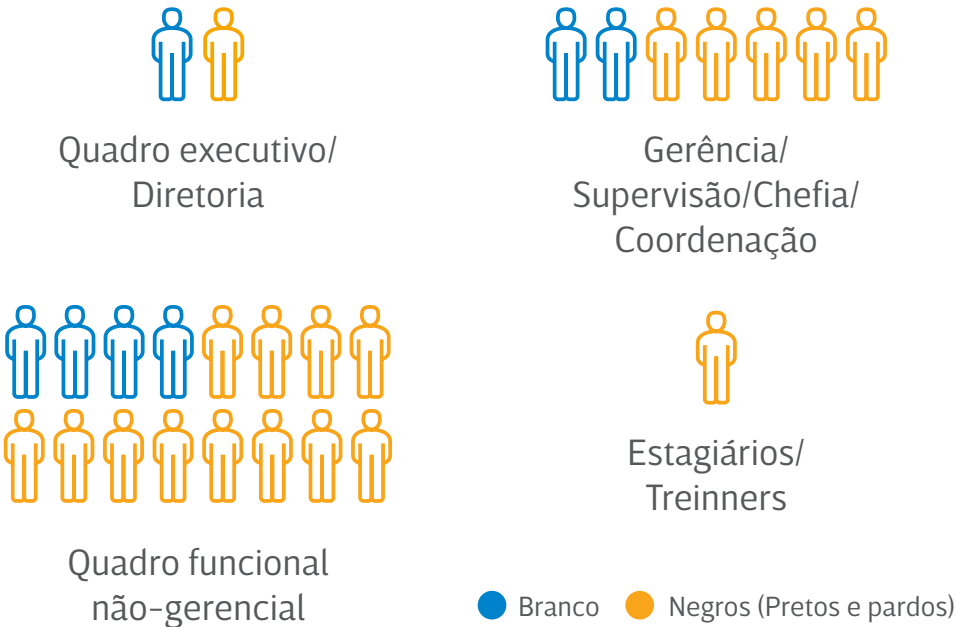 Quadro executivo/
Diretoria
Gerência/
Supervisão/Chefia/
Coordenação
Quadro funcional
não-gerencial
Estagiários/
Treinners
Branco
Negros (Pretos e pardos)